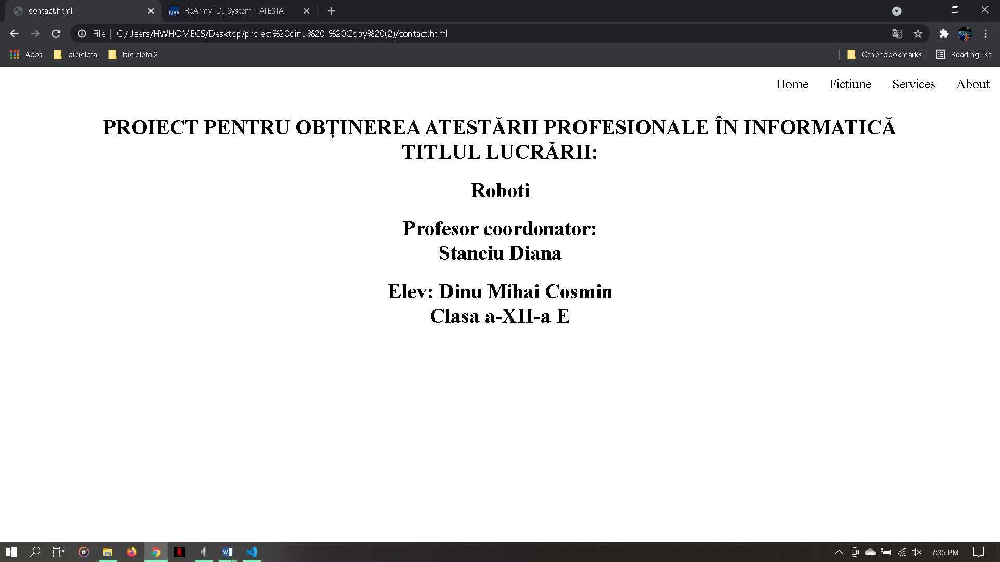 contact.html
RoArmy IDL System - ATESTAT
File
C:/Users/HWHOMECS/Desktop/proiect%20dinu%20-%20Copy%20(2)/contact.html
Apps
bicicleta
bicicleta 2
Other bookmarks
Reading list
Home Fictiune Services About
PROIECT PENTRU OBŢINEREA ATESTĂRII PROFESIONALE ÎN INFORMATICĂ
TITLUL LUCRĂRII:
Roboti
Profesor coordonator:
Stanciu Diana
Elev: Dinu Mihai Cosmin
Clasa a-XII-a E
7:35 PM